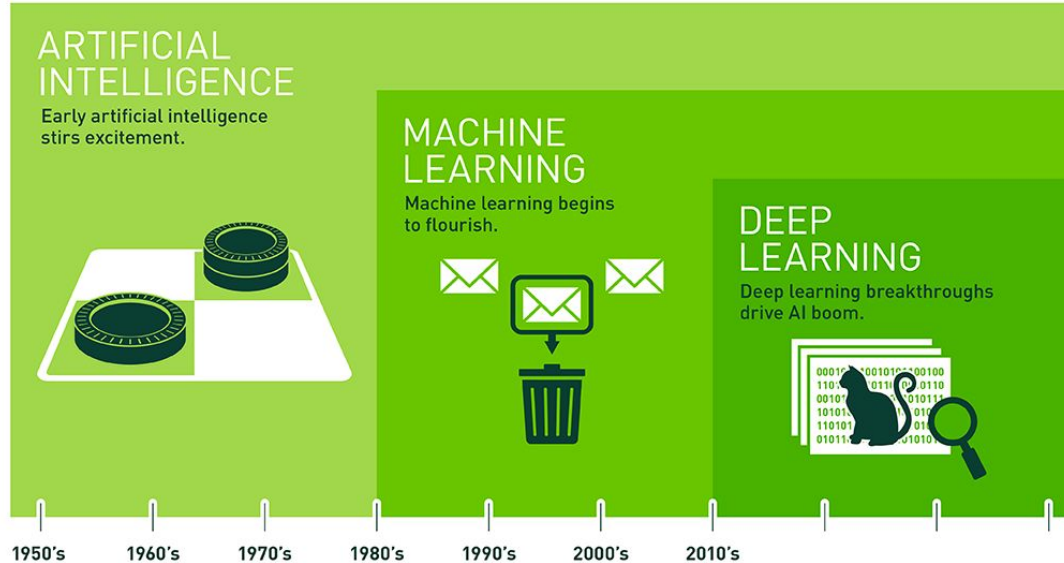 ARTIFICIAL
INTELLIGENCE
Early artificial intelligence
stirs excitement.
MACHINE
LEARNING
Machine learning begins
to flourish.
DEEP
LEARNING
Deep learning breakthroughs
drive AI boom.
1950's 1960's 1970's 1980's 1990's 2000's 2010's